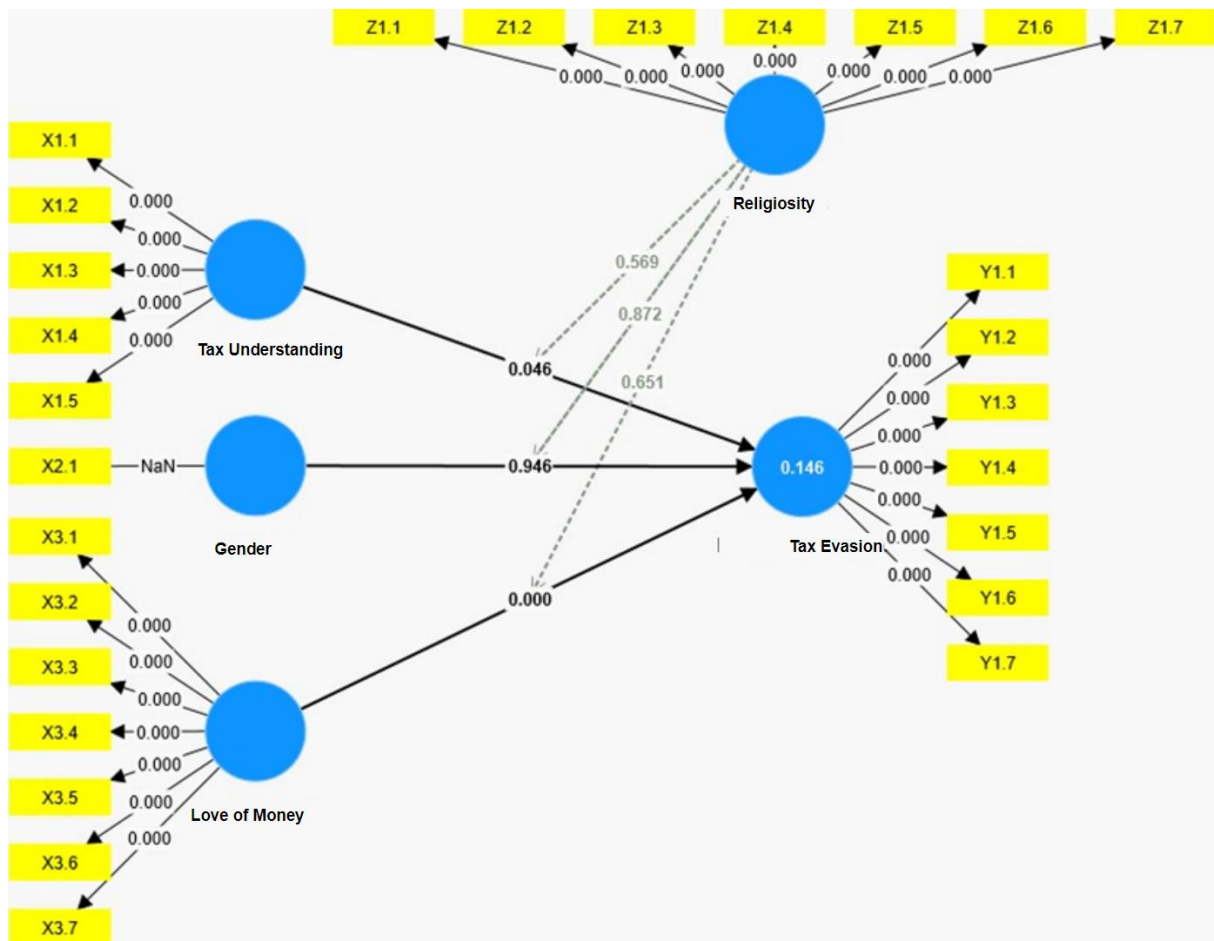 Z1.1 Z1.2 Z1.3 Z1.4 Z1.5 Z1.6 Z1.7
0.000 0.000 0.000 0.000 0.000 0.000 0.000
Religiosity
X1.1
X1.2
X1.3
X1.4
X1.5
0.000
0.000
0.000
0.000
0.000
Tax Understanding
X2.1
NaN
Gender
X3.1
X3.2
X3.3
X3.4
X3.5
X3.6
X3.7
0.000
0.000
0.000
0.000
0.000
0.000
0.000
Love of Money
0.569
0.872
0.651
0.046
0.946
0.000
0.146
Tax Evasion
0.000
0.000
0.000
0.000
0.000
0.000
0.000
Y1.1
Y1.2
Y1.3
Y1.4
Y1.5
Y1.6
Y1.7